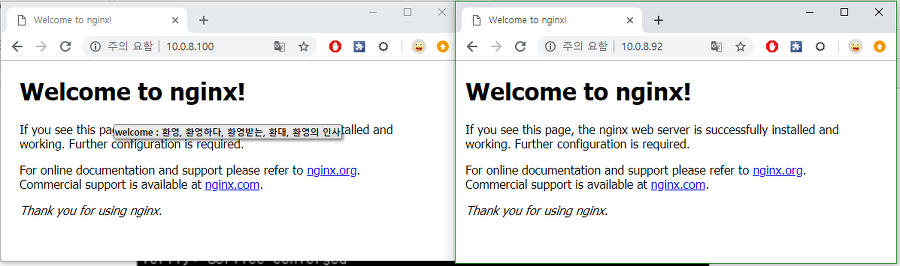 Welcome to nginx!
주의 요함 | 10.0.8.100
Welcome to nginx!
If you see this pag
welcome : 환영, 환영하다, 환영받는, 환대, 환영의 인사
talled and
working. Further configuration is required.
For online documentation and support please refer to nginx.org.
Commercial support is available at nginx.com.
Thank you for using nginx.
Welcome to nginx!
주의 요함 | 10.0.8.92
Welcome to nginx!
If you see this page, the nginx web server is successfully installed and
working. Further configuration is required.
For online documentation and support please refer to nginx.org.
Commercial support is available at nginx.com.
Thank you for using nginx.